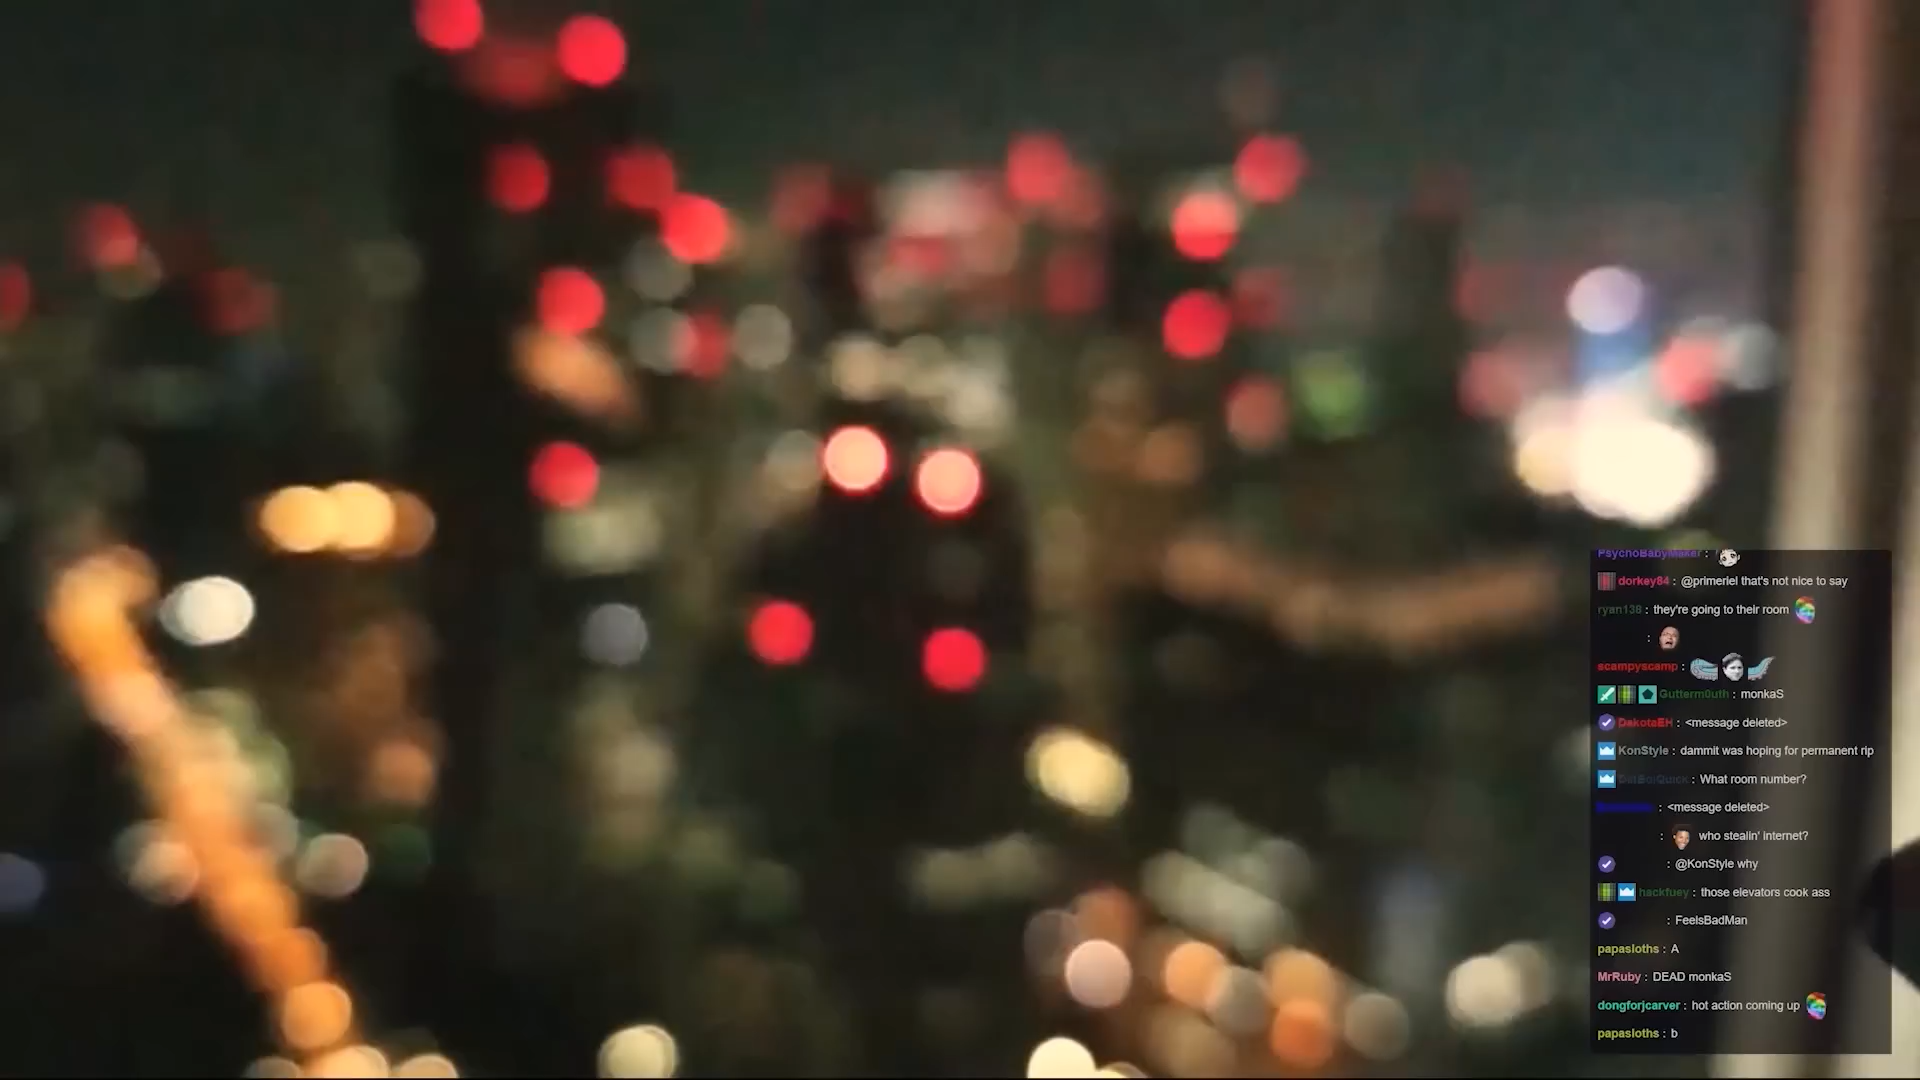 PsychoBabyMaker :
dorkey84 : @primeriel that's not nice to say
ryan138 : they're going to their room
:
scampyscamp :
Gutterm0uth : monkaS
DakotaEH : <message deleted>
KonStyle : dammit was hoping for permanent rip
: What room number?
: <message deleted>
: who stealin' internet?
: @KonStyle why
hackfuey : those elevators cook ass
: FeelsBadMan
papasloths : A
MrRuby : DEAD monkaS
dongforjcarver : hot action coming up
papasloths : b